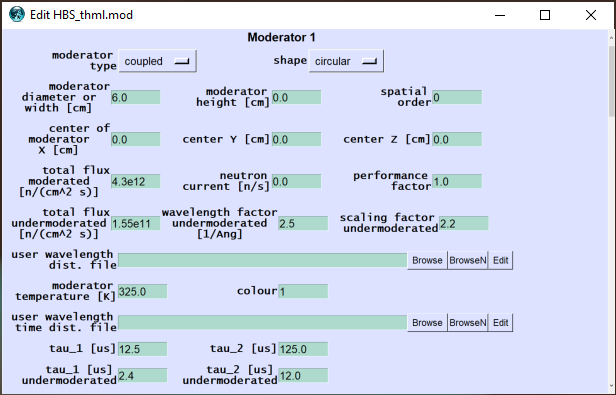 Edit HBS_thml.mod
Moderator 1
moderator type coupled shape circular
moderator diameter or width [cm] 6.0 moderator height [cm] 0.0 spatial order 0
center of moderator X [cm] 0.0 center Y [cm] 0.0 center Z [cm] 0.0
total flux moderated [n/(cm^2 s)] 4.3e12 neutron current [n/s] 0.0 performance factor 1.0
total flux undermoderated [n/(cm^2 s)] 1.55e11 wavelength factor undermoderated [1/Ang] 2.5 scaling factor undermoderated 2.2
user wavelength dist. file Browse BrowseN Edit
moderator temperature [K] 325.0 colour 1
user wavelength time dist. file Browse BrowseN Edit
tau_1 [us] 12.5 tau_2 [us] 125.0
tau_1 [us] undermoderated 2.4 tau_2 [us] undermoderated 12.0